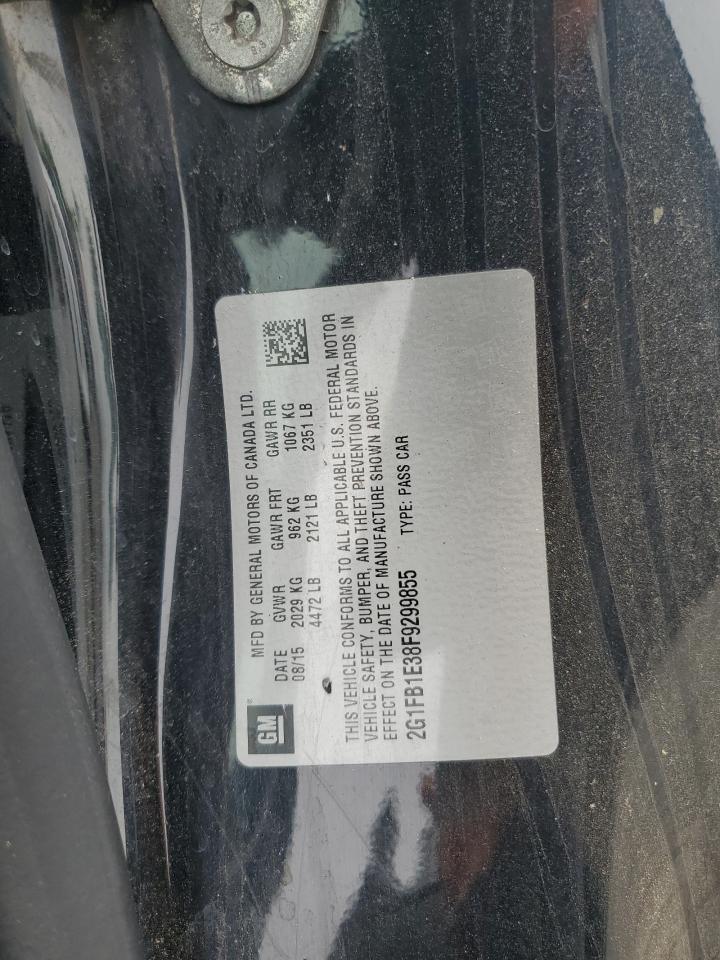 GM
MFD BY GENERAL MOTORS OF CANADA LTD.
DATE GVWR GAWR FRT GAWR RR
08/15 2029 KG 962 KG 1067 KG
4472 LB 2121 LB 2351 LB
THIS VEHICLE CONFORMS TO ALL APPLICABLE U.S. FEDERAL MOTOR
VEHICLE SAFETY, BUMPER, AND THEFT PREVENTION STANDARDS IN
EFFECT ON THE DATE OF MANUFACTURE SHOWN ABOVE.
2G1FB1E38F9299855 TYPE: PASS CAR